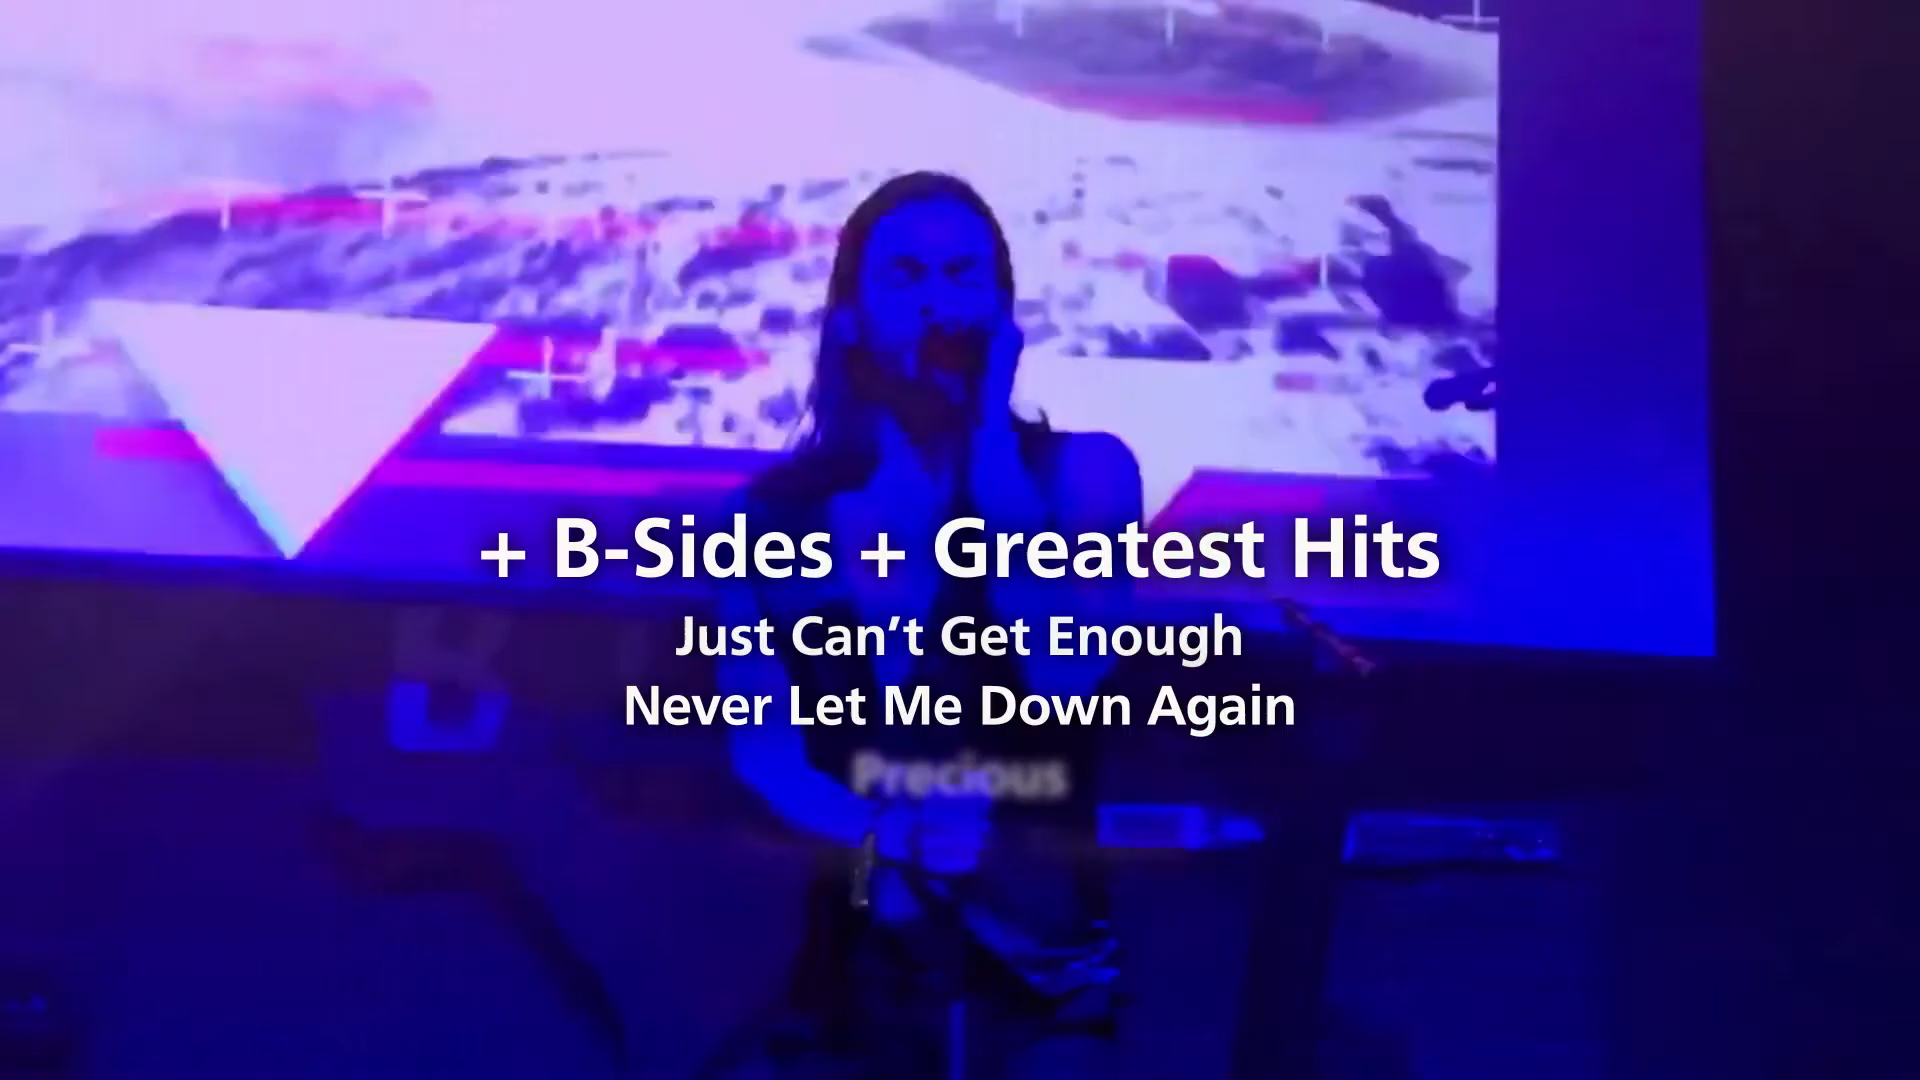 + B-Sides + Greatest Hits
Just Can’t Get Enough
Never Let Me Down Again
Precious